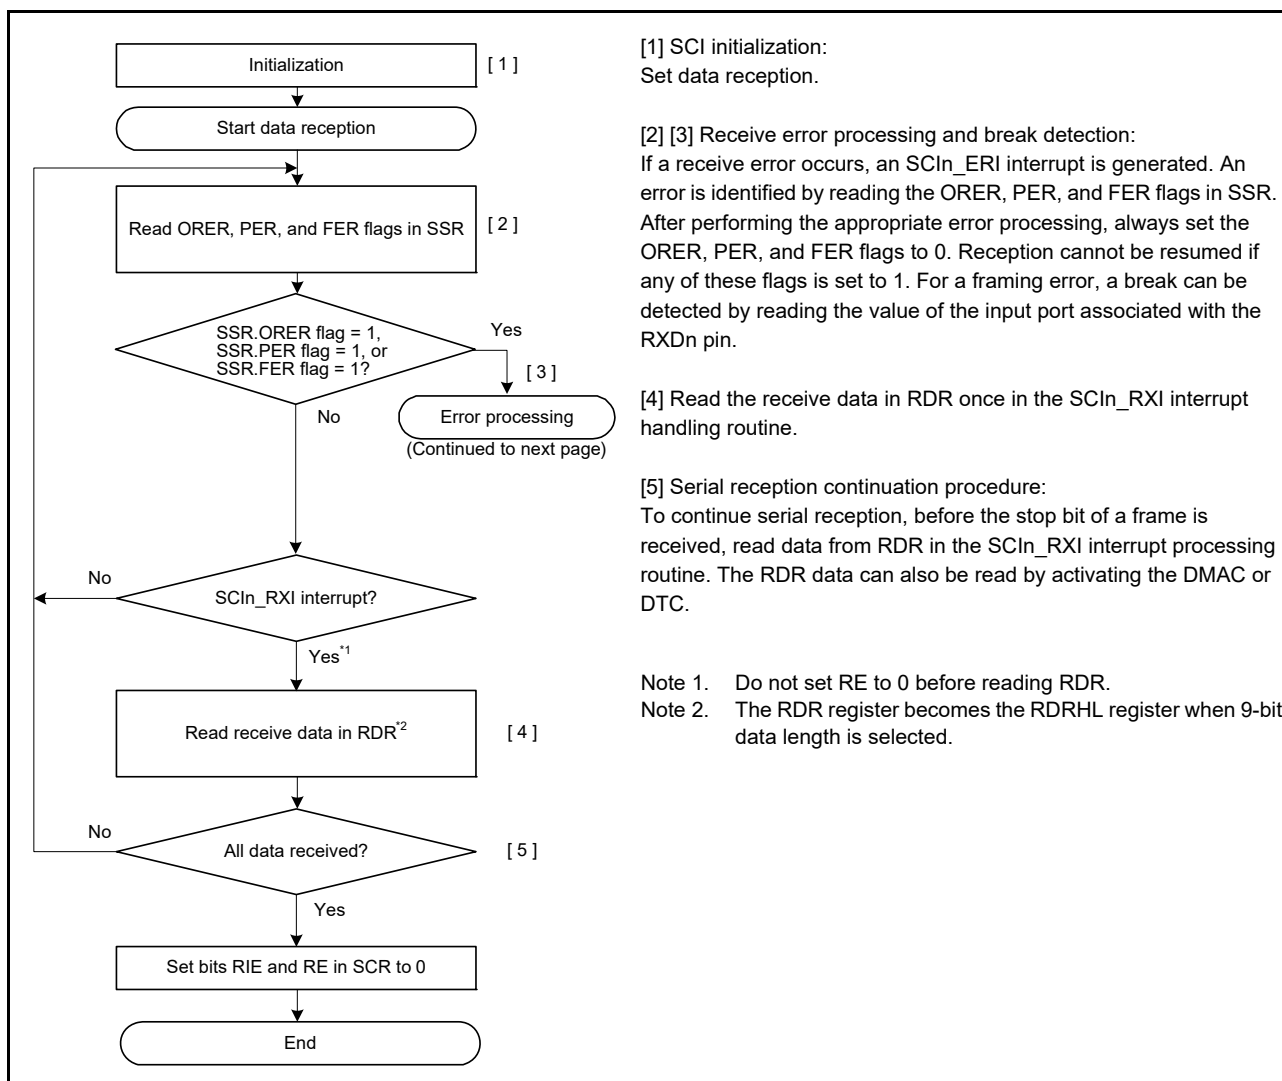 Initialization
[ 1 ]
Start data reception
Read ORER, PER, and FER flags in SSR
[ 2 ]
SSR.ORER flag = 1,
SSR.PER flag = 1, or
SSR.FER flag = 1?
Yes
[ 3 ]
No
Error processing
(Continued to next page)
No
SCIn_RXI interrupt?
Yes*1
Read receive data in RDR*2
[ 4 ]
No
All data received?
[ 5 ]
Yes
Set bits RIE and RE in SCR to 0
End
[1] SCI initialization:
Set data reception.
[2] [3] Receive error processing and break detection:
If a receive error occurs, an SCIn_ERI interrupt is generated. An
error is identified by reading the ORER, PER, and FER flags in SSR.
After performing the appropriate error processing, always set the
ORER, PER, and FER flags to 0. Reception cannot be resumed if
any of these flags is set to 1. For a framing error, a break can be
detected by reading the value of the input port associated with the
RXDn pin.
[4] Read the receive data in RDR once in the SCIn_RXI interrupt
handling routine.
[5] Serial reception continuation procedure:
To continue serial reception, before the stop bit of a frame is
received, read data from RDR in the SCIn_RXI interrupt processing
routine. The RDR data can also be read by activating the DMAC or
DTC.
Note 1. Do not set RE to 0 before reading RDR.
Note 2. The RDR register becomes the RDRHL register when 9-bit
data length is selected.